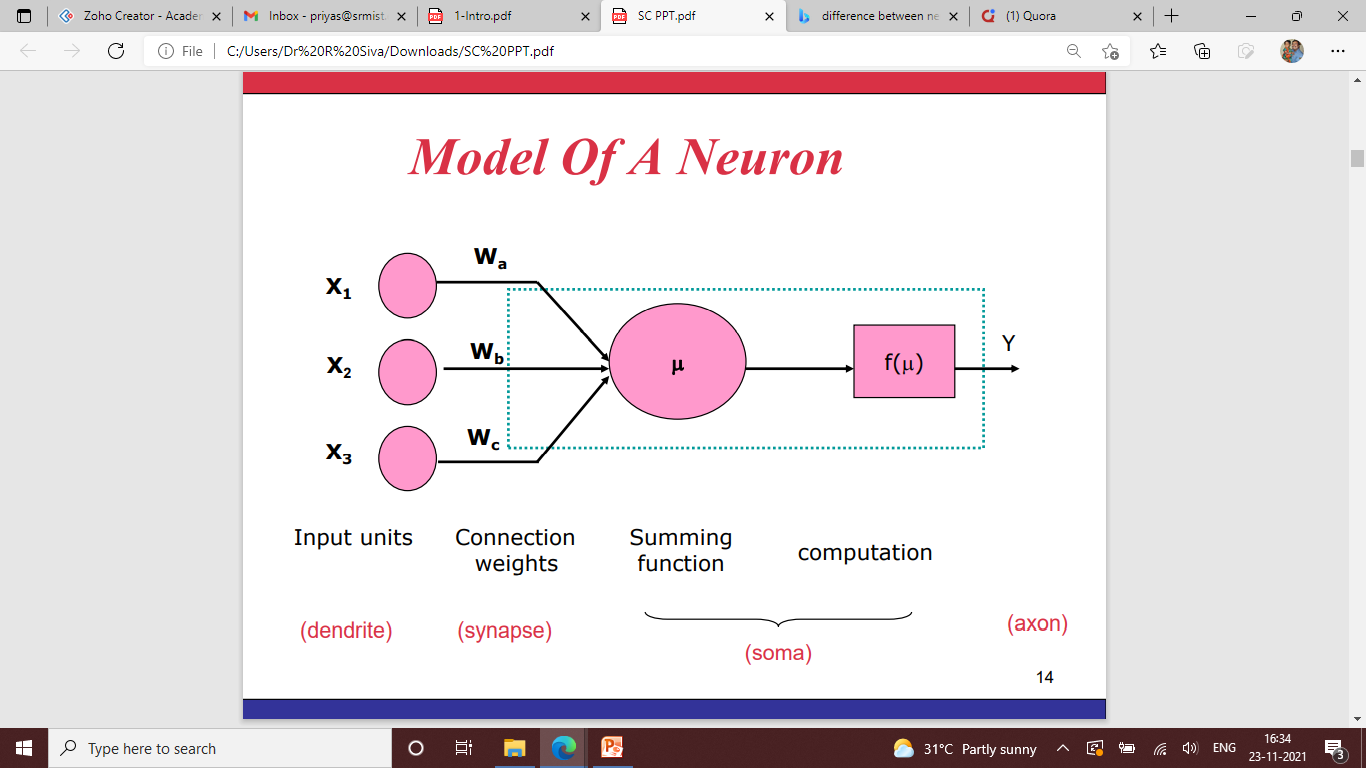 Zoho Creator - Acader
Inbox - priyas@srmist.
1-Intro.pdf
SC PPT.pdf
difference between ne
(1) Quora
File
C:/Users/Dr%20R%20Siva/Downloads/SC%20PPT.pdf
Model Of A Neuron
X1
X2
X3
Wa
Wb
Wc
μ
f(μ)
Y
Input units
Connection
weights
Summing
function
computation
(dendrite)
(synapse)
(soma)
(axon)
14
Type here to search
31°C Partly sunny
ENG
16:34
23-11-2021
3